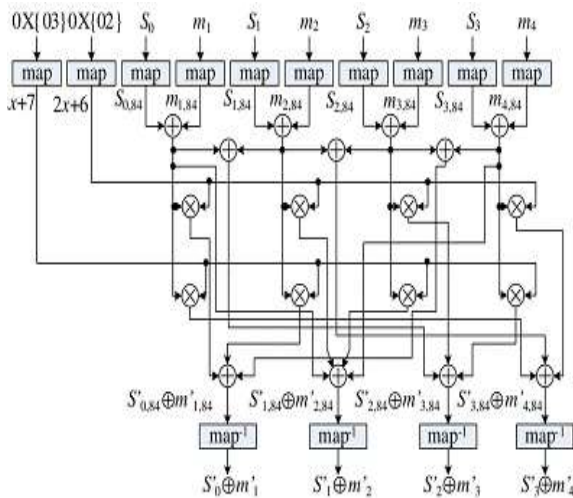 0X{03} 0X{02} S₀ m₁ S₁ m₂ S₂ m₃ S₃ m₄
map map map map map map map map map map
x+7 2x+6 S₀,₈₄ m₁,₈₄ S₁,₈₄ m₂,₈₄ S₂,₈₄ m₃,₈₄ S₃,₈₄ m₄,₈₄
S'₀,₈₄⊕m'₁,₈₄ S'₁,₈₄⊕m'₂,₈₄ S'₂,₈₄⊕m'₃,₈₄ S'₃,₈₄⊕m'₄,₈₄
map⁻¹ map⁻¹ map⁻¹ map⁻¹
S'₀⊕m'₁ S'₁⊕m'₂ S'₂⊕m'₃ S'₃⊕m'₄